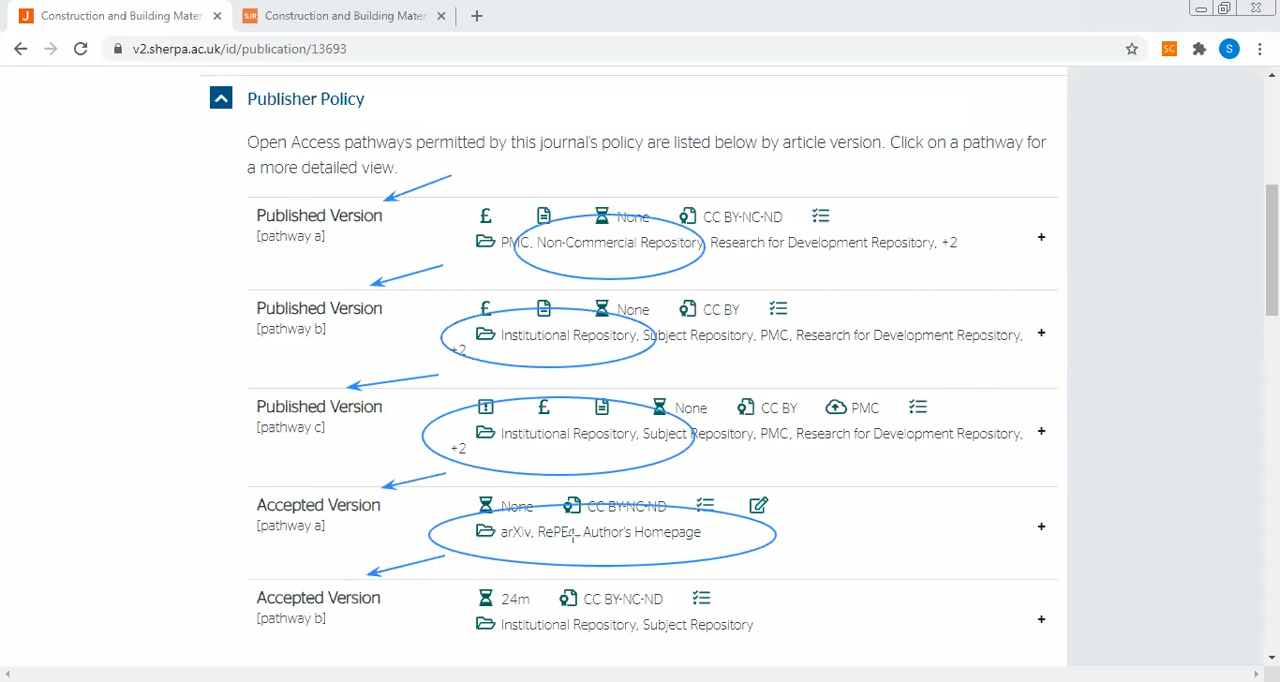 J Construction and Building Mater
SJR Construction and Building Mater
v2.sherpa.ac.uk/id/publication/13693
SC
S
Publisher Policy
Open Access pathways permitted by this journal's policy are listed below by article version. Click on a pathway for
a more detailed view.
Published Version
£ None CC BY-NC-ND
[pathway a]
PMC, Non-Commercial Repository, Research for Development Repository, +2
+
Published Version
£ None CC BY
[pathway b]
Institutional Repository, Subject Repository, PMC, Research for Development Repository,
+2
+
Published Version
£ None CC BY PMC
[pathway c]
Institutional Repository, Subject Repository, PMC, Research for Development Repository,
+2
+
Accepted Version
None CC BY-NC-ND
[pathway a]
arXiv, RePEc, Author's Homepage
+
Accepted Version
24m CC BY-NC-ND
[pathway b]
Institutional Repository, Subject Repository
+